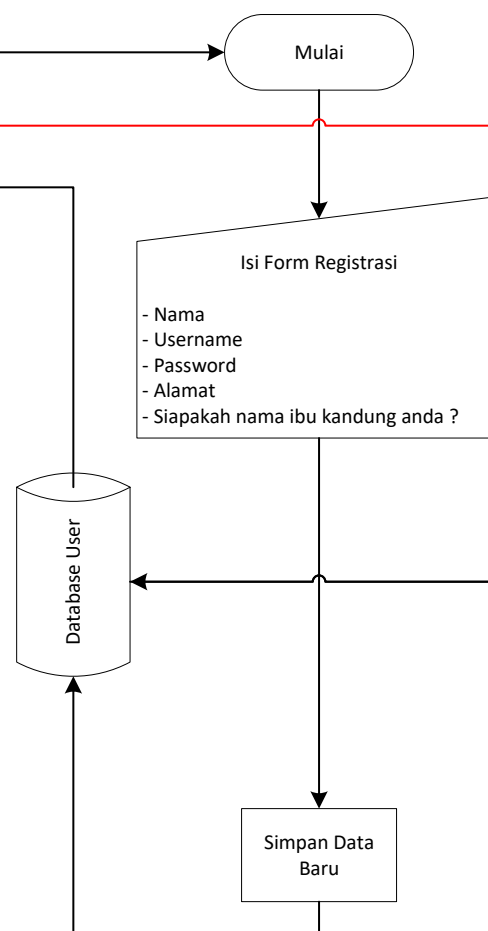 Mulai
Isi Form Registrasi
- Nama
- Username
- Password
- Alamat
- Siapakah nama ibu kandung anda ?
Database User
Simpan Data
Baru